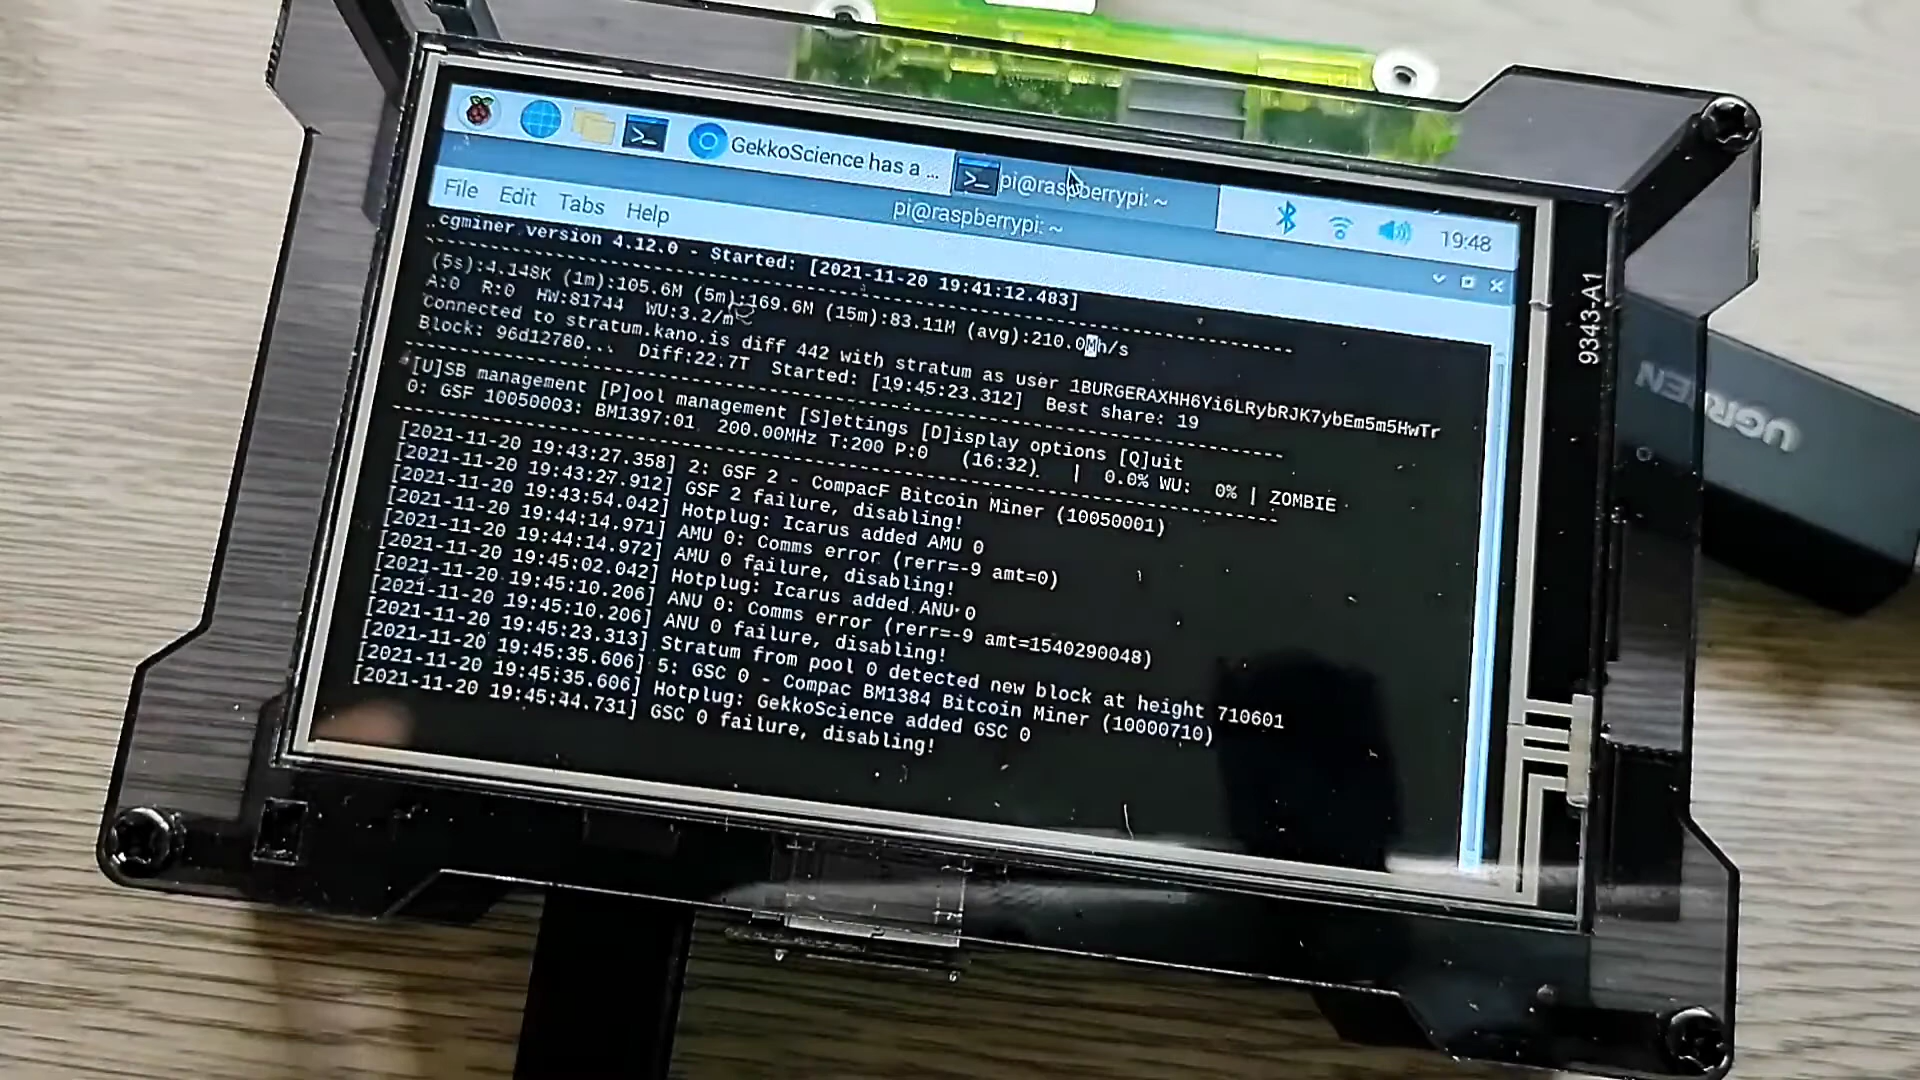 GekkoScience has a ...
pi@raspberrypi: ~
19:48
pi@raspberrypi: ~
File Edit Tabs Help
cgminer version 4.12.0 - Started: [2021-11-20 19:41:12.483]
(5s):4.148K (1m):105.6M (5m):169.6M (15m):83.11M (avg):210.0Mh/s
A:0 R:0 HW:81744 WU:3.2/m
Connected to stratum.kano.is diff 442 with stratum as user 1BURGERAXHH6Yi6LRybRJK7ybEm5m5HwTr
Block: 96d12780... Diff:22.7T Started: [19:45:23.312] Best share: 19
[U]SB management [P]ool management [S]ettings [D]isplay options [Q]uit
0: GSF 10050003: BM1397:01 200.00MHz T:200 P:0 (16:32) | 0.0% WU: 0% | ZOMBIE
[2021-11-20 19:43:27.358] 2: GSF 2 - CompacF Bitcoin Miner (10050001)
[2021-11-20 19:43:27.912] GSF 2 failure, disabling!
[2021-11-20 19:43:54.042] Hotplug: Icarus added AMU 0
[2021-11-20 19:44:14.971] AMU 0: Comms error (rerr=-9 amt=0)
[2021-11-20 19:44:14.972] AMU 0 failure, disabling!
[2021-11-20 19:45:02.042] Hotplug: Icarus added ANU 0
[2021-11-20 19:45:10.206] ANU 0: Comms error (rerr=-9 amt=1540290048)
[2021-11-20 19:45:10.206] ANU 0 failure, disabling!
[2021-11-20 19:45:23.313] Stratum from pool 0 detected new block at height 710601
[2021-11-20 19:45:35.606] 5: GSC 0 - Compac BM1384 Bitcoin Miner (10000710)
[2021-11-20 19:45:35.606] Hotplug: GekkoScience added GSC 0
[2021-11-20 19:45:44.731] GSC 0 failure, disabling!
9343-A1
UGREEN